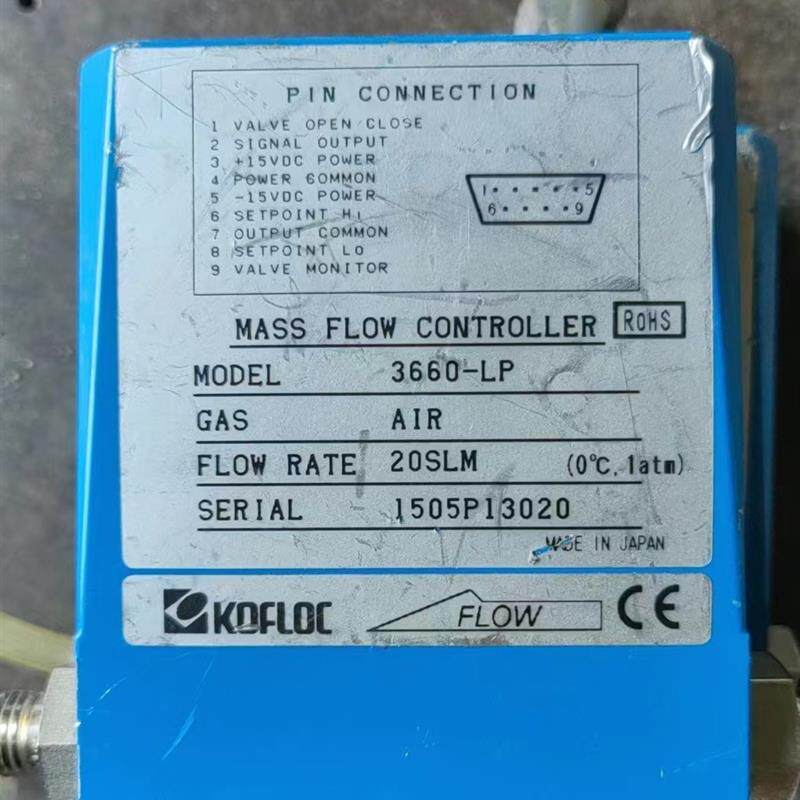 PIN CONNECTION
1 VALVE OPEN CLOSE
2 SIGNAL OUTPUT
3 +15VDC POWER
4 POWER COMMON
5 -15VDC POWER
6 SETPOINT Hi
7 OUTPUT COMMON
8 SETPOINT LO
9 VALVE MONITOR
1 5
6 9
MASS FLOW CONTROLLER RoHS
MODEL 3660-LP
GAS AIR
FLOW RATE 20SLM (0℃, 1atm)
SERIAL 1505P13020
MADE IN JAPAN
KOFLOC FLOW CE